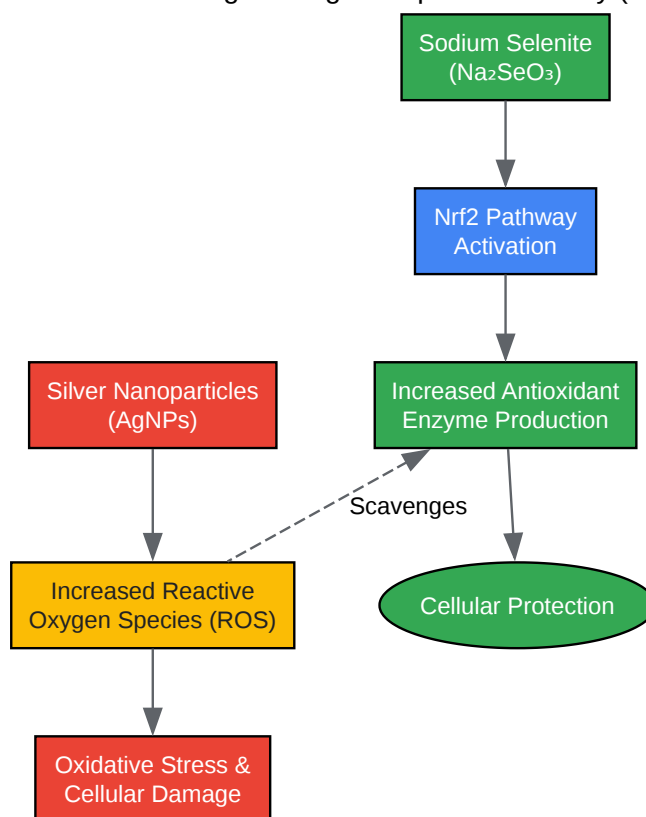 Sodium Selenite
(Na₂SeO₃)
Nrf2 Pathway
Activation
Silver Nanoparticles
(AgNPs)
Increased Antioxidant
Enzyme Production
Scavenges
Increased Reactive
Oxygen Species (ROS)
Cellular Protection
Oxidative Stress &
Cellular Damage